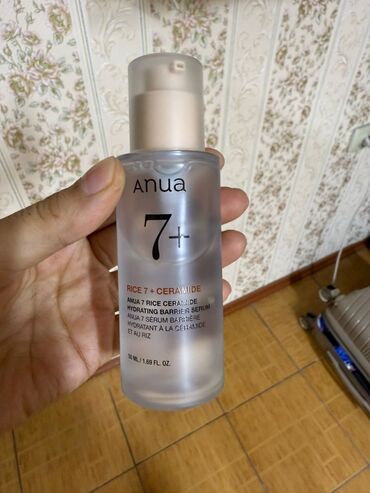 Anua
7+
RICE 7 + CERAMIDE
ANUA 7 RICE CERAMIDE
HYDRATING BARRIER SERUM
ANUA 7 SÉRUM BARRIÈRE
HYDRATANT À LA CÉRAMIDE
ET AU RIZ
50 ML / 1.69 FL. OZ.